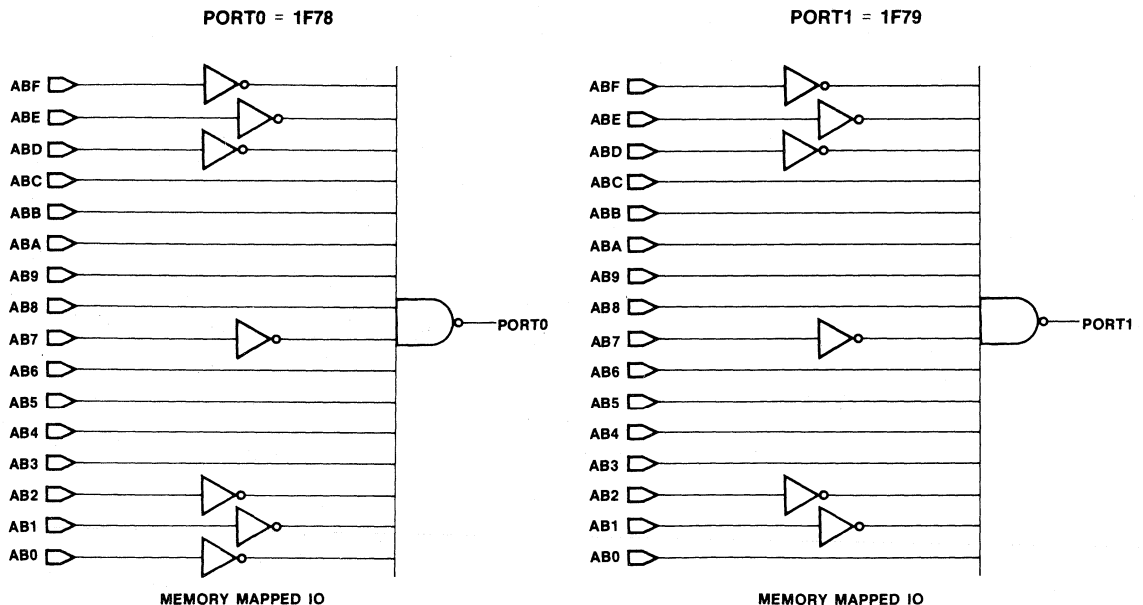 PORT0 = 1F78
ABF
ABE
ABD
ABC
ABB
ABA
AB9
AB8
AB7
AB6
AB5
AB4
AB3
AB2
AB1
AB0
PORT0
MEMORY MAPPED IO
PORT1 = 1F79
ABF
ABE
ABD
ABC
ABB
ABA
AB9
AB8
AB7
AB6
AB5
AB4
AB3
AB2
AB1
AB0
PORT1
MEMORY MAPPED IO